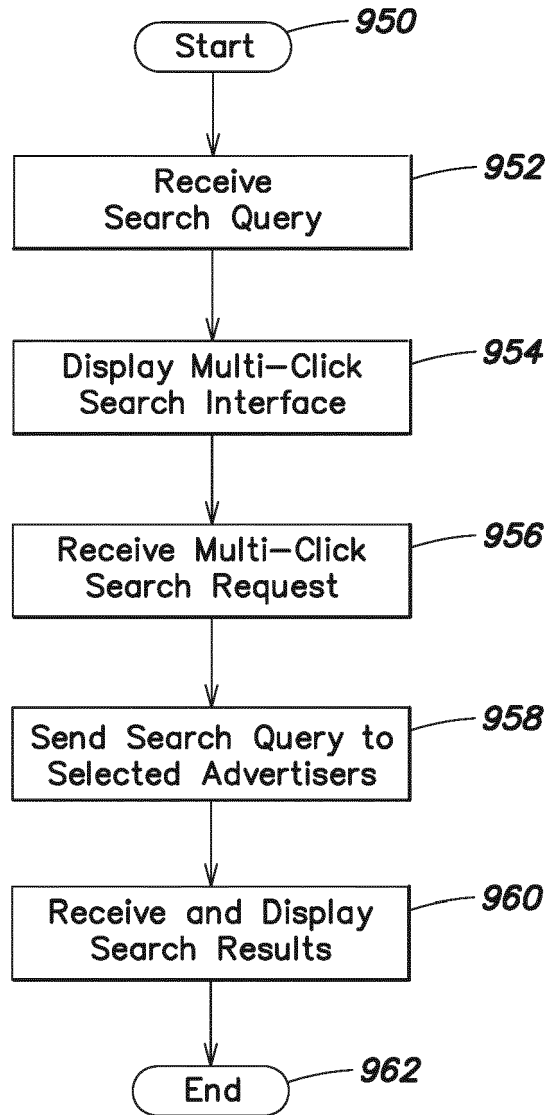 Start
950
Receive
Search Query
952
Display Multi-Click
Search Interface
954
Receive Multi-Click
Search Request
956
Send Search Query to
Selected Advertisers
958
Receive and Display
Search Results
960
End
962